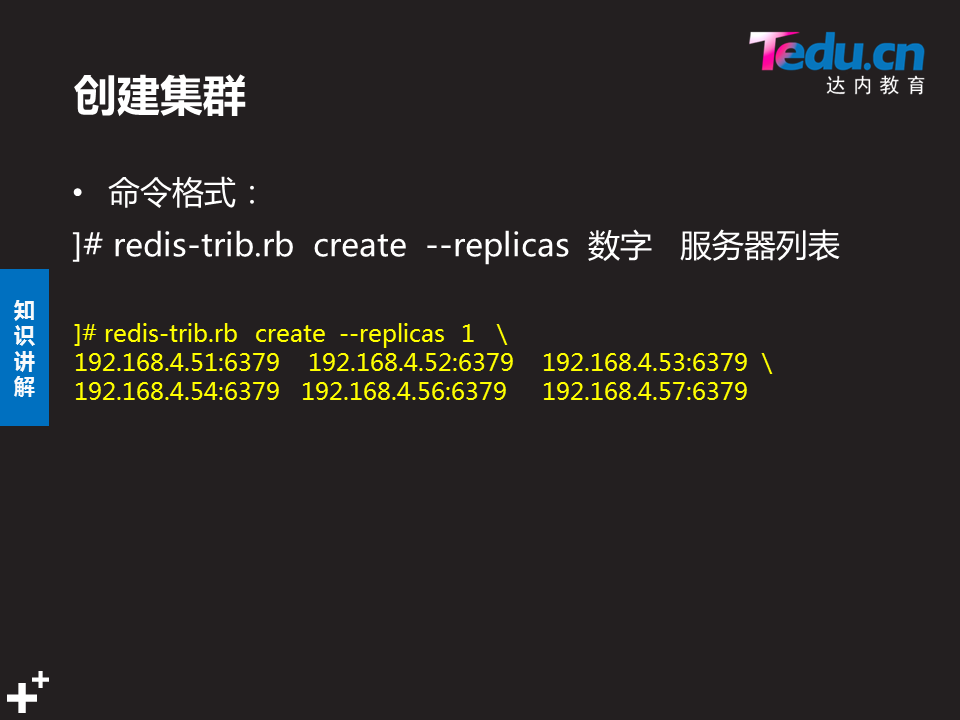 Tedu.cn
达内教育
创建集群
• 命令格式：
]# redis-trib.rb create --replicas 数字 服务器列表
知识讲解
]# redis-trib.rb create --replicas 1 \
192.168.4.51:6379 192.168.4.52:6379 192.168.4.53:6379 \
192.168.4.54:6379 192.168.4.56:6379 192.168.4.57:6379